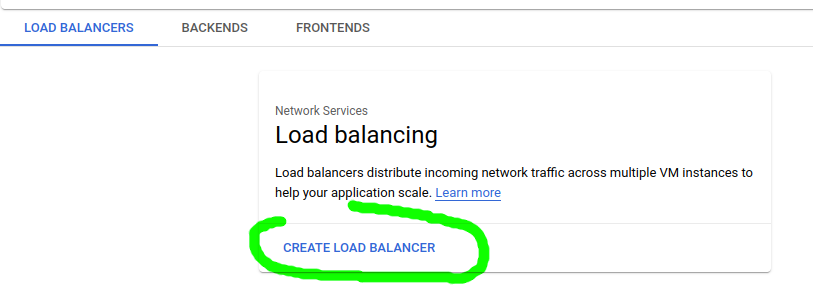 LOAD BALANCERS BACKENDS FRONTENDS
Network Services
Load balancing
Load balancers distribute incoming network traffic across multiple VM instances to
help your application scale. Learn more
CREATE LOAD BALANCER